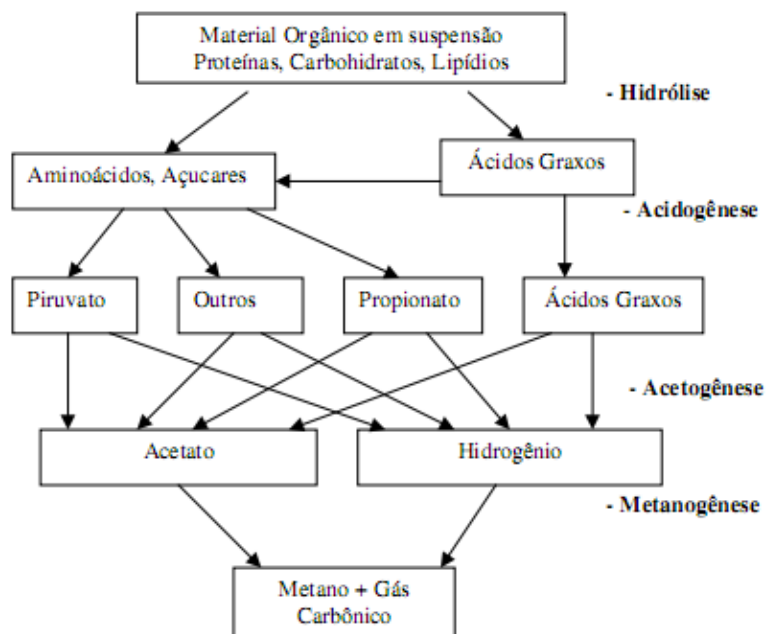 Material Orgânico em suspensão
Proteínas, Carbohidratos, Lipídios
- Hidrólise
Aminoácidos, Açucares
Ácidos Graxos
- Acidogênese
Piruvato
Outros
Propionato
Ácidos Graxos
- Acetogênese
Acetato
Hidrogênio
- Metanogênese
Metano + Gás
Carbônico